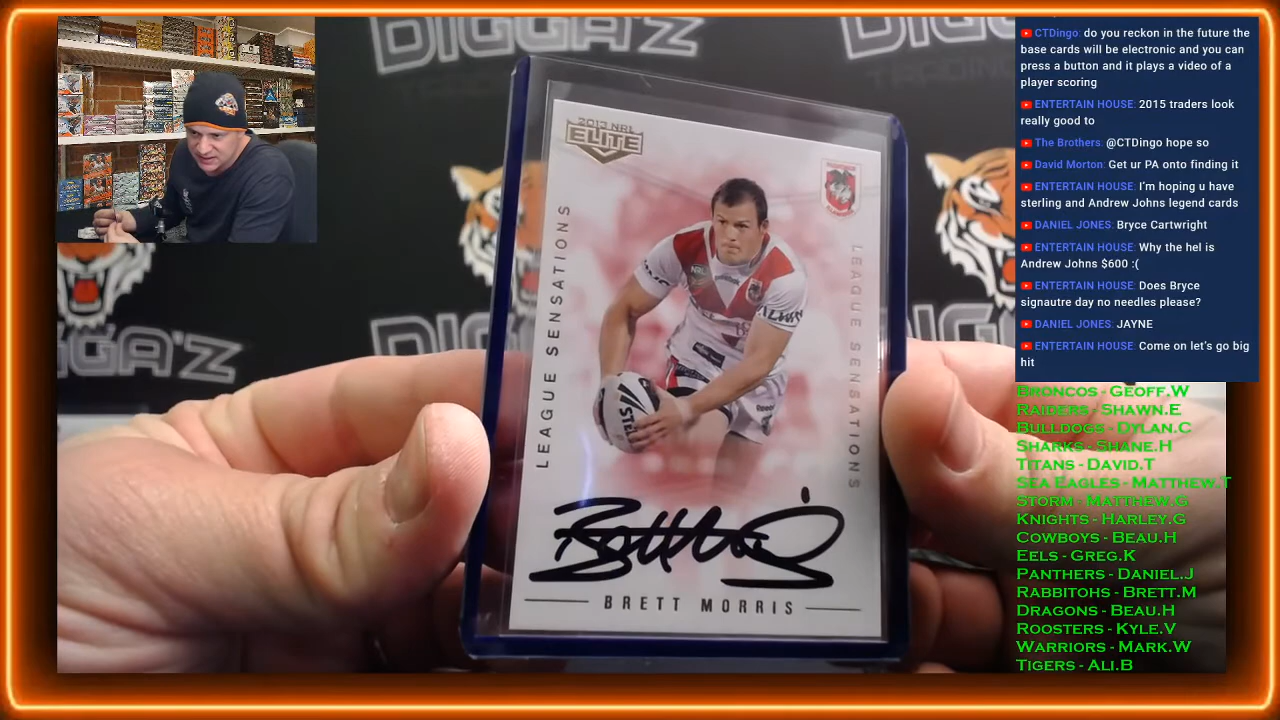 DIGGA'Z
TRADING
2013 NRL
ELITE
LEAGUE SENSATIONS
LEAGUE SENSATIONS
BRETT MORRIS
CTDingo: do you reckon in the future the
base cards will be electronic and you can
press a button and it plays a video of a
player scoring
ENTERTAIN HOUSE: 2015 traders look
really good to
The Brothers: @CTDingo hope so
David Morton: Get ur PA onto finding it
ENTERTAIN HOUSE: I'm hoping u have
sterling and Andrew Johns legend cards
DANIEL JONES: Bryce Cartwright
ENTERTAIN HOUSE: Why the hel is
Andrew Johns $600 :(
ENTERTAIN HOUSE: Does Bryce
signautre day no needles please?
DANIEL JONES: JAYNE
ENTERTAIN HOUSE: Come on let's go big
hit
BRONCOS - GEOFF.W
RAIDERS - SHAWN.E
BULLDOGS - DYLAN.C
SHARKS - SHANE.H
TITANS - DAVID.T
SEA EAGLES - MATTHEW.T
STORM - MATTHEW.G
KNIGHTS - HARLEY.G
COWBOYS - BEAU.H
EELS - GREG.K
PANTHERS - DANIEL.J
RABBITOHS - BRETT.M
DRAGONS - BEAU.H
ROOSTERS - KYLE.V
WARRIORS - MARK.W
TIGERS - ALI.B